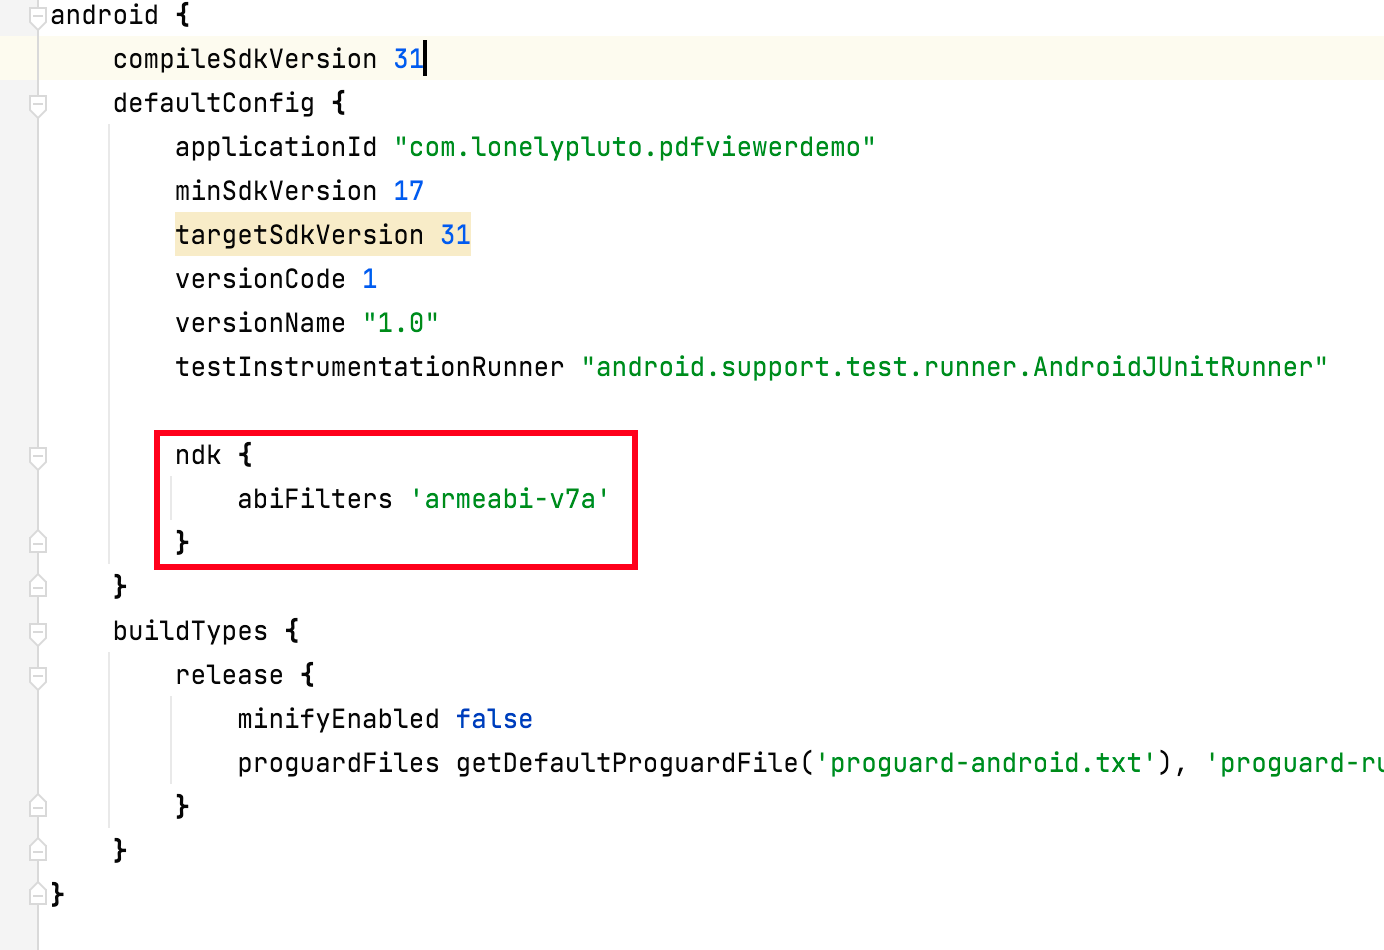 android {
    compileSdkVersion 31
    defaultConfig {
        applicationId "com.lonelypluto.pdfviewerdemo"
        minSdkVersion 17
        targetSdkVersion 31
        versionCode 1
        versionName "1.0"
        testInstrumentationRunner "android.support.test.runner.AndroidJUnitRunner"
        ndk {
            abiFilters 'armeabi-v7a'
        }
    }
    buildTypes {
        release {
            minifyEnabled false
            proguardFiles getDefaultProguardFile('proguard-android.txt'), 'proguard-ru
        }
    }
}